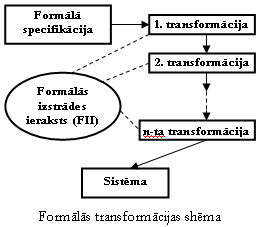 Formālā
specifikācija
1. transformācija
2. transformācija
Formālās
izstrādes
ieraksts (FII)
n-ta transformācija
Sistēma
Formālās transformācijas shēma